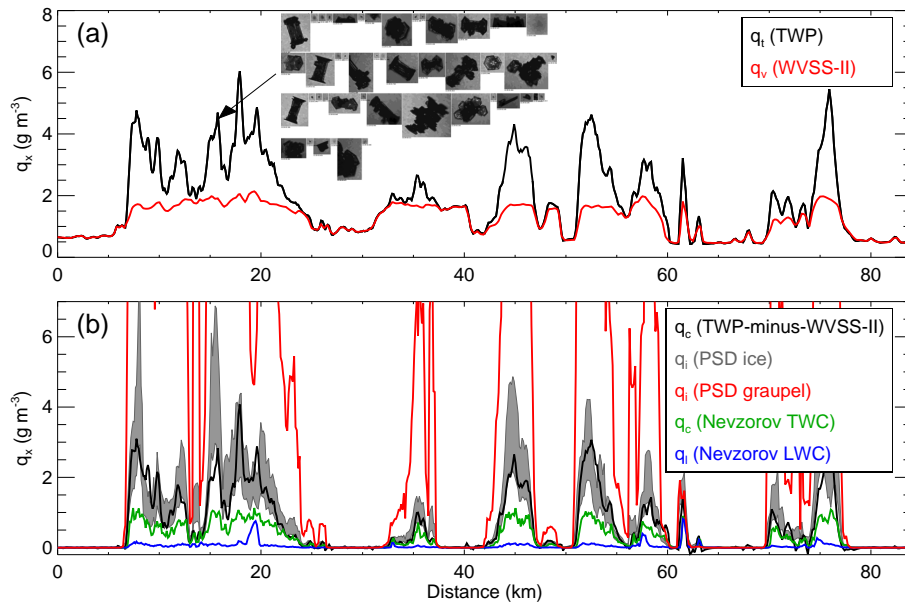 (a)
q_t (TWP)
q_v (WVSS-II)
q_x (g m⁻³)
8
6
4
2
0
0 20 40 60 80
Distance (km)
(b)
q_c (TWP-minus-WVSS-II)
q_i (PSD ice)
q_i (PSD graupel)
q_c (Nevzorov TWC)
q_l (Nevzorov LWC)
q_x (g m⁻³)
6
4
2
0
0 20 40 60 80
Distance (km)